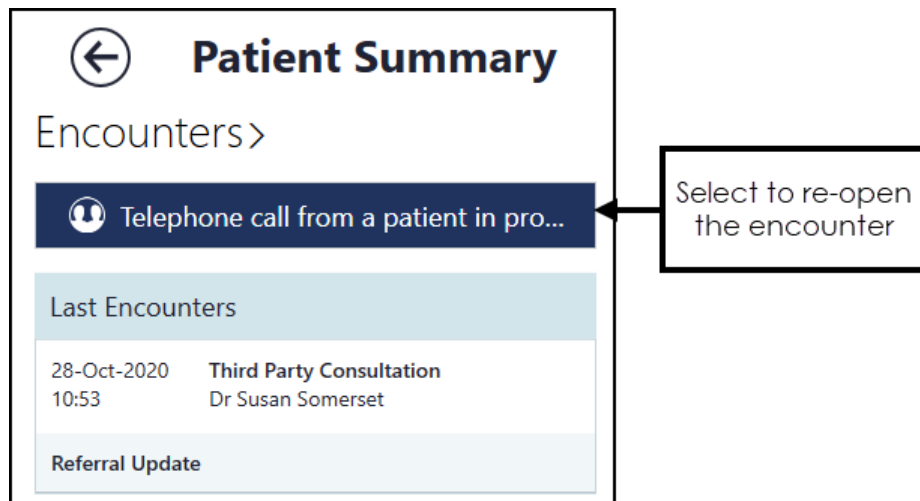 Patient Summary
Encounters>
Telephone call from a patient in pro...
Select to re-open
the encounter
Last Encounters
28-Oct-2020 Third Party Consultation
10:53 Dr Susan Somerset
Referral Update